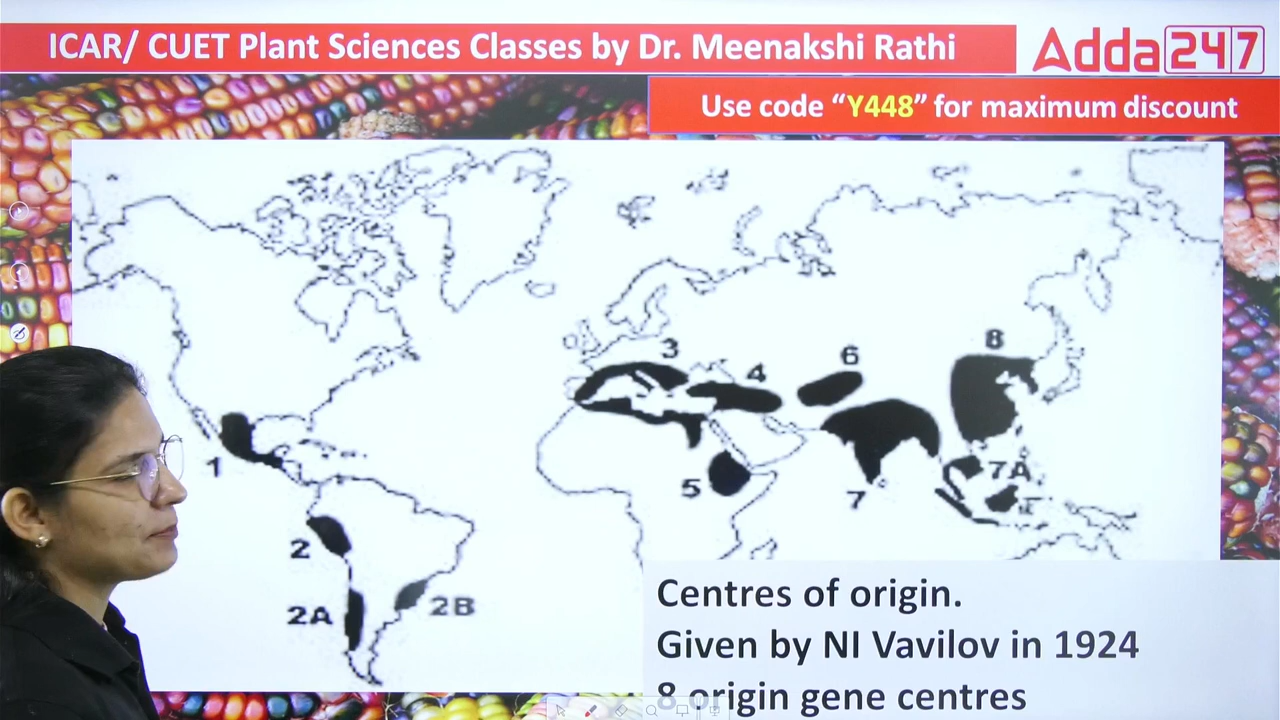 ICAR/ CUET Plant Sciences Classes by Dr. Meenakshi Rathi
Adda247
Use code “Y448” for maximum discount
8
3
6
4
1
7A
5
7
2
2A
2B
Centres of origin.
Given by NI Vavilov in 1924
8 origin gene centres